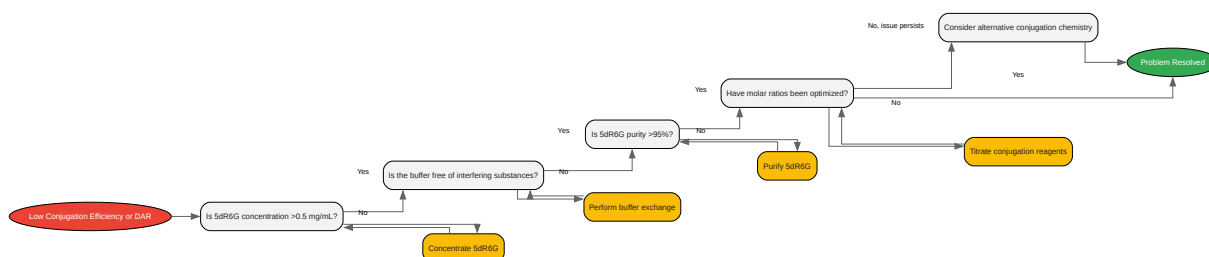 Low Conjugation Efficiency or DAR
Is 5dR6G concentration >0.5 mg/mL?
No
Concentrate 5dR6G
Yes
Is the buffer free of interfering substances?
No
Perform buffer exchange
Yes
Is 5dR6G purity >95%?
No
Purify 5dR6G
Yes
Have molar ratios been optimized?
No
Titrate conjugation reagents
No, issue persists
Consider alternative conjugation chemistry
Yes
Problem Resolved